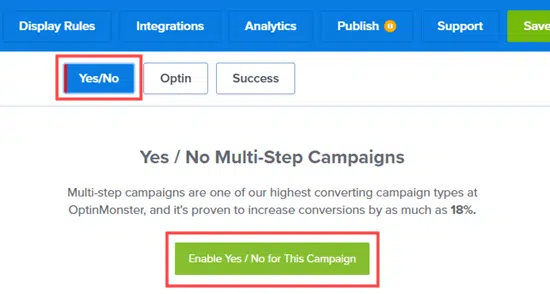 Display Rules Integrations Analytics Publish Support Save
Yes/No Optin Success
Yes / No Multi-Step Campaigns
Multi-step campaigns are one of our highest converting campaign types at
OptinMonster, and it's proven to increase conversions by as much as 18%.
Enable Yes / No for This Campaign